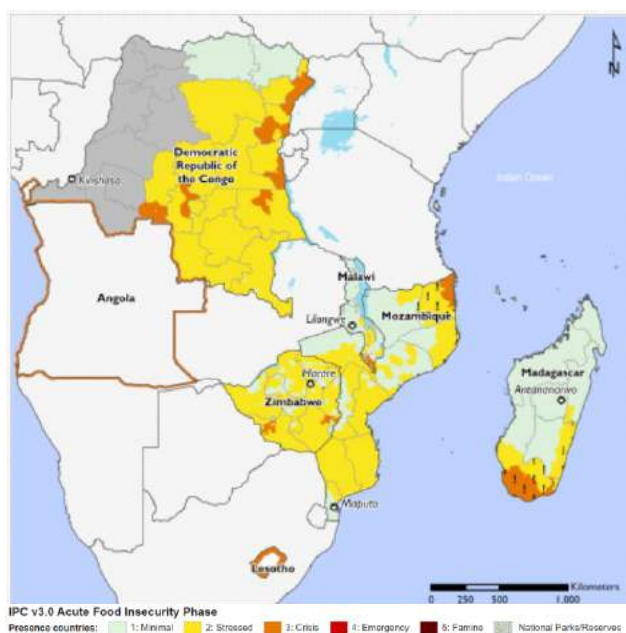 N
Democratic
Republic of
the Congo
Kinshasa
Indian Ocean
Angola
Malawi
Lilongwe
Mozambique
Madagascar
Antananarivo
Harare
Zimbabwe
Maputo
Lesotho
Kilometers
0 250 500 1,000
IPC v3.0 Acute Food Insecurity Phase
Presence countries: 1: Minimal 2: Stressed 3: Crisis 4: Emergency 5: Famine National Parks/Reserves